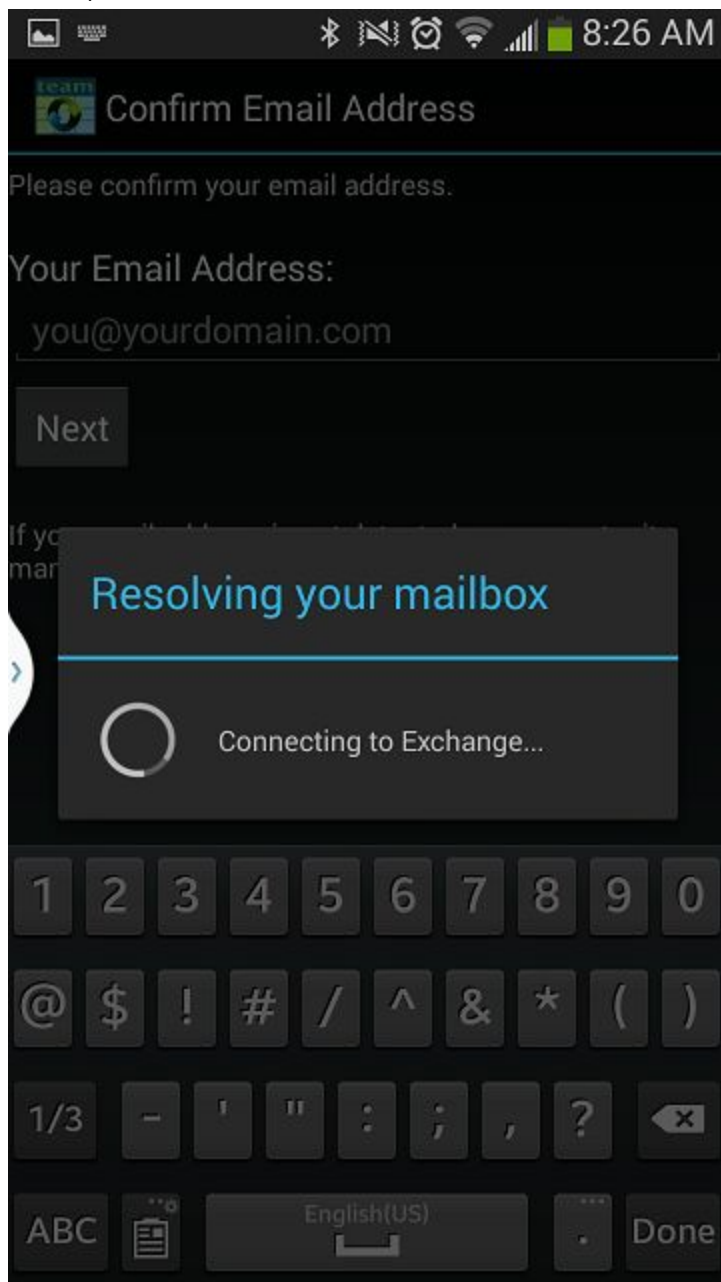 8:26 AM
team
Confirm Email Address
Please confirm your email address.
Your Email Address:
you@yourdomain.com
Next
If
Resolving your mailbox
Connecting to Exchange...
1 2 3 4 5 6 7 8 9 0
@ $ ! # / ^ & * ( )
1/3 - ' " : ; , ?
English(US)
ABC . Done